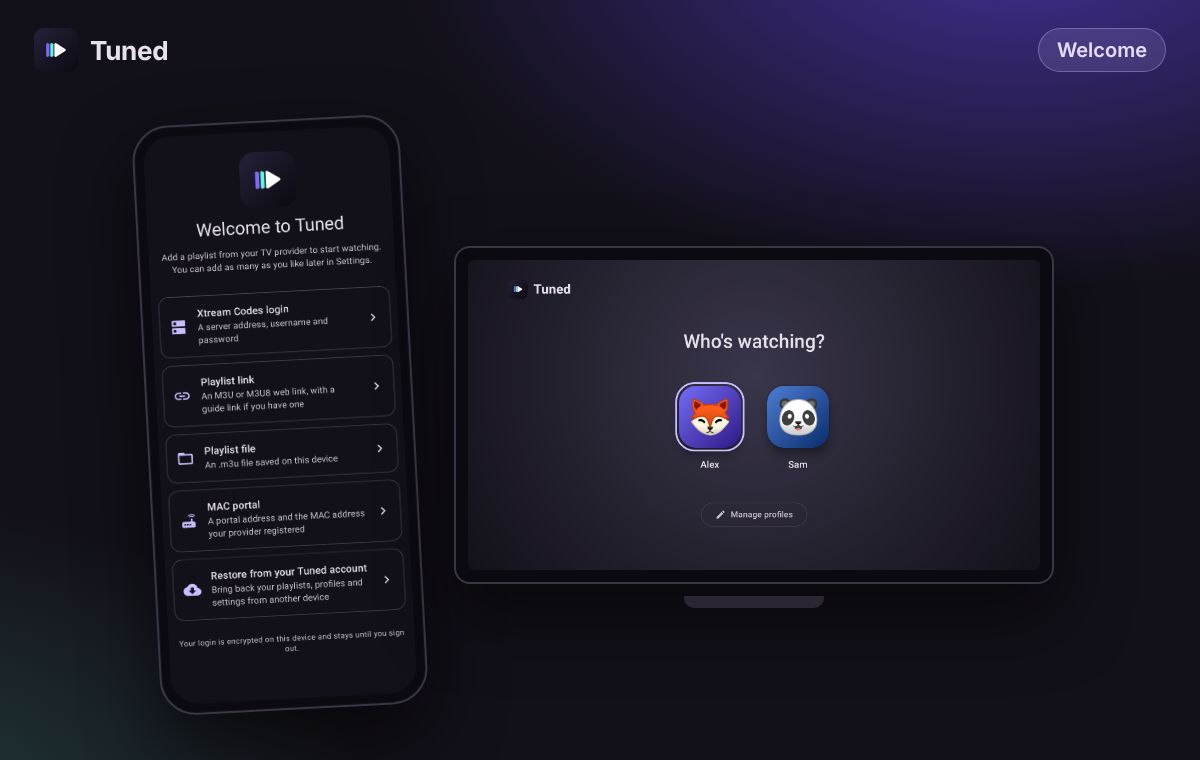 Tuned
Welcome
Welcome to Tuned
Add a playlist from your TV provider to start watching.
You can add as many as you like later in Settings.
Xtream Codes login
A server address, username and
password
Playlist link
An M3U or M3U8 web link, with a
guide link if you have one
Playlist file
An .m3u file saved on this device
MAC portal
A portal address and the MAC address
your provider registered
Restore from your Tuned account
Bring back your playlists, profiles and
settings from another device
Your login is encrypted on this device and stays until you sign
out.
Tuned
Who's watching?
Alex
Sam
Manage profiles